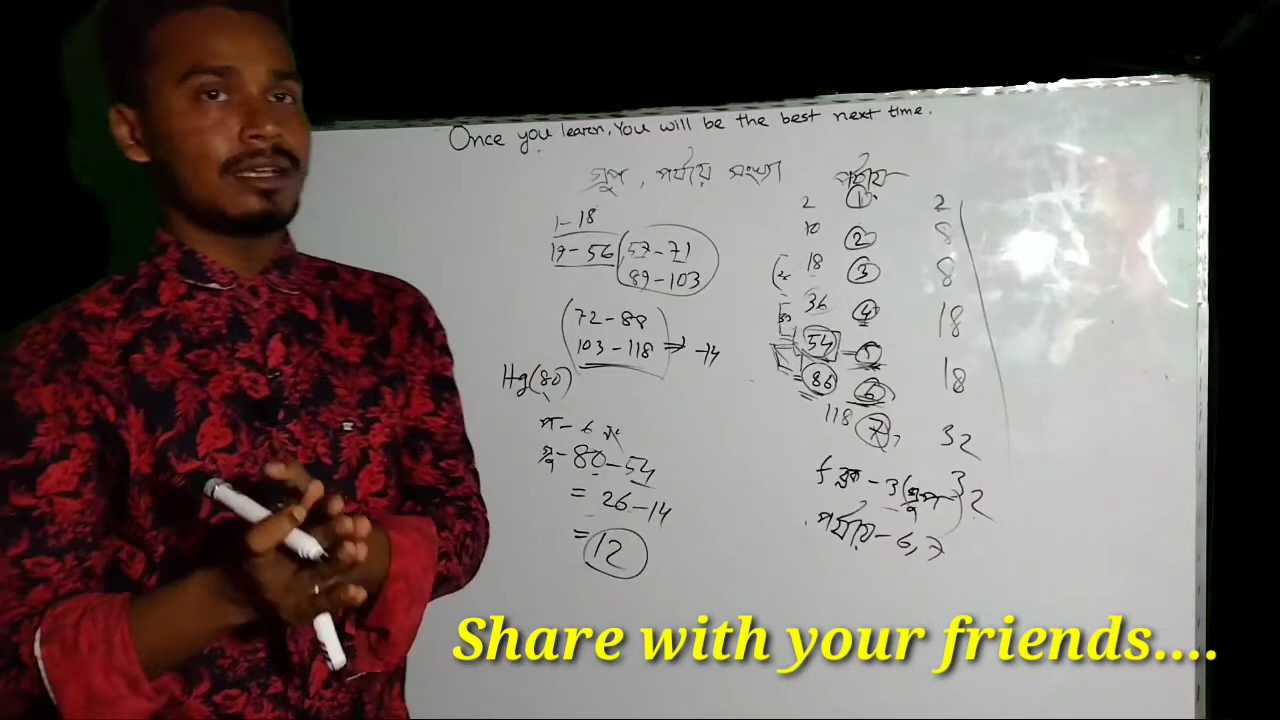 Once you learn, You will be the best next time.
গ্রুপ, পর্যায় সংখ্যা
পর্যায়
1-18
19-56
57-71
89-103
72-88
103-118 ⇒ -14
Hg(80)
প- 6
গ্রু- 80-54
= 26-14
= 12
2 1 2
10 2 8
18 3 8
36 4 18
54 5 18
86 6
118 7 32
f ব্লক - 3 (গ্রুপ
পর্যায়- 6, 7
Share with your friends....